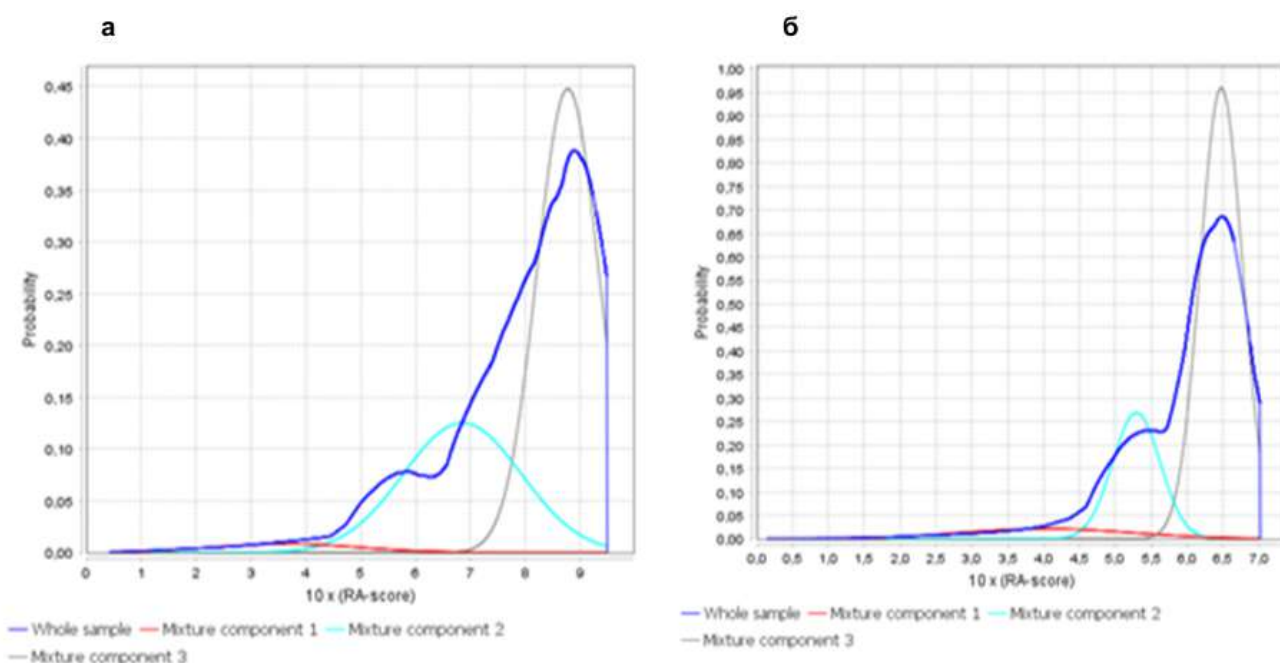 а
0,45
0,40
0,35
0,30
0,25
0,20
0,15
0,10
0,05
0,00
Probability
0 1 2 3 4 5 6 7 8 9
10 x (RA-score)
Whole sample Mixture component 1 Mixture component 2
Mixture component 3
б
1,00
0,95
0,90
0,85
0,80
0,75
0,70
0,65
0,60
0,55
0,50
0,45
0,40
0,35
0,30
0,25
0,20
0,15
0,10
0,05
0,00
Probability
0,0 0,5 1,0 1,5 2,0 2,5 3,0 3,5 4,0 4,5 5,0 5,5 6,0 6,5 7,0
10 x (RA-score)
Whole sample Mixture component 1 Mixture component 2
Mixture component 3